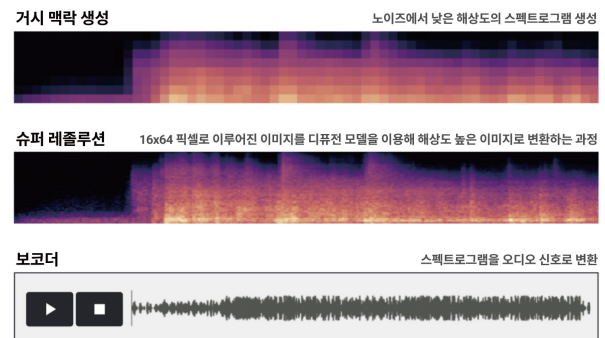 거시 맥락 생성
노이즈에서 낮은 해상도의 스펙트로그램 생성
슈퍼 레졸루션
16x64 픽셀로 이루어진 이미지를 디퓨전 모델을 이용해 해상도 높은 이미지로 변환하는 과정
보코더
스펙트로그램을 오디오 신호로 변환